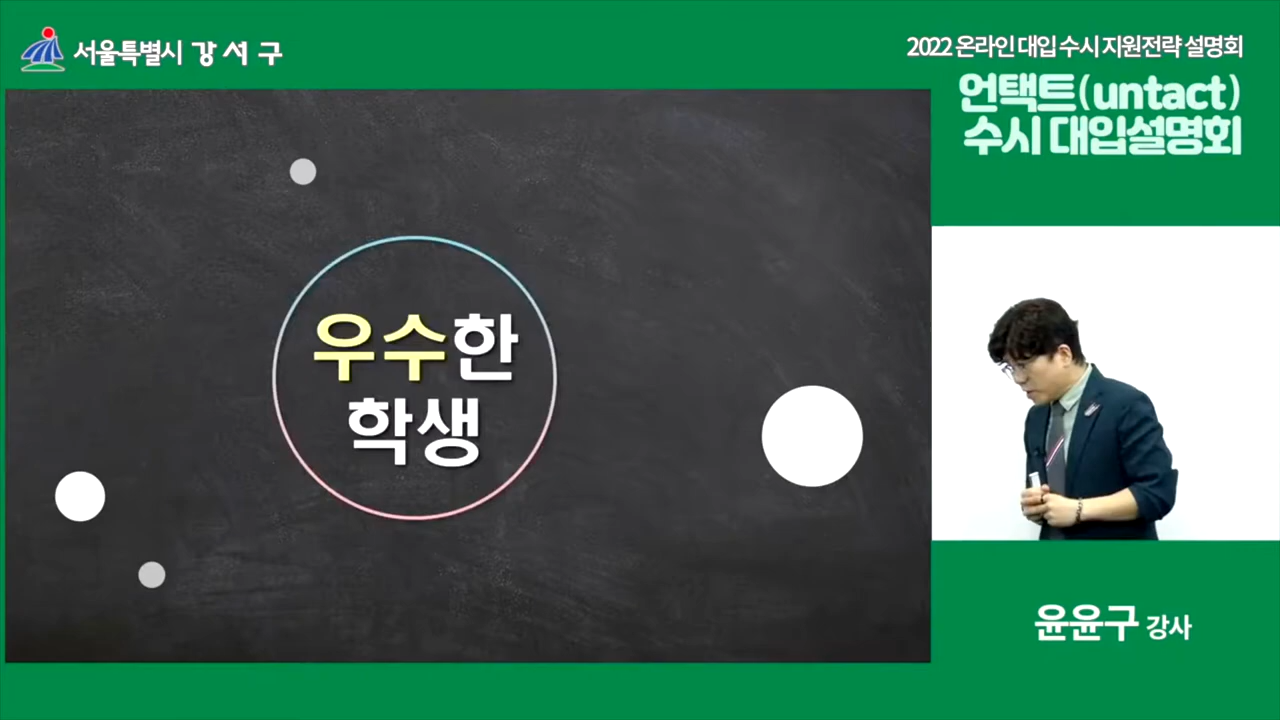 서울특별시 강서구
2022 온라인 대입 수시 지원전략 설명회
언택트(untact)
수시 대입설명회
우수한
학생
윤윤구 강사